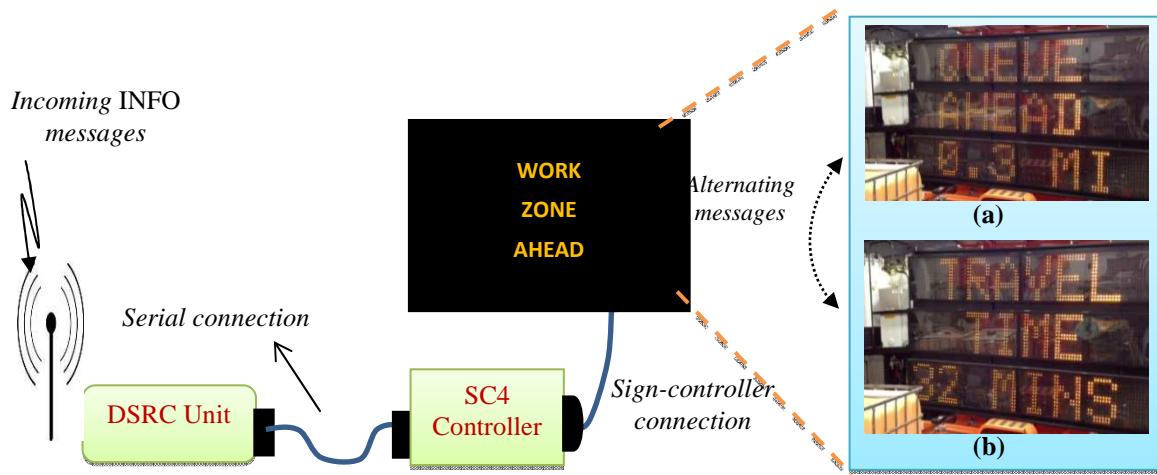 Incoming INFO
messages
Serial connection
DSRC Unit
SC4
Controller
WORK
ZONE
AHEAD
Sign-controller
connection
Alternating
messages
QUEUE
AHEAD
0.3 MI
(a)
TRAVEL
TIME
MINS
(b)